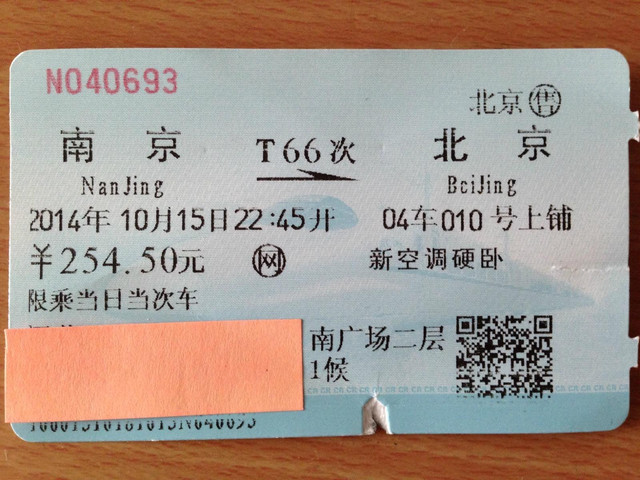 N040693
北京 售
南京 T66次 北京
NanJing BeiJing
2014年10月15日22:45开 04车010号上铺
￥254.50元 网 新空调硬卧
限乘当日当次车
南广场二层
1候